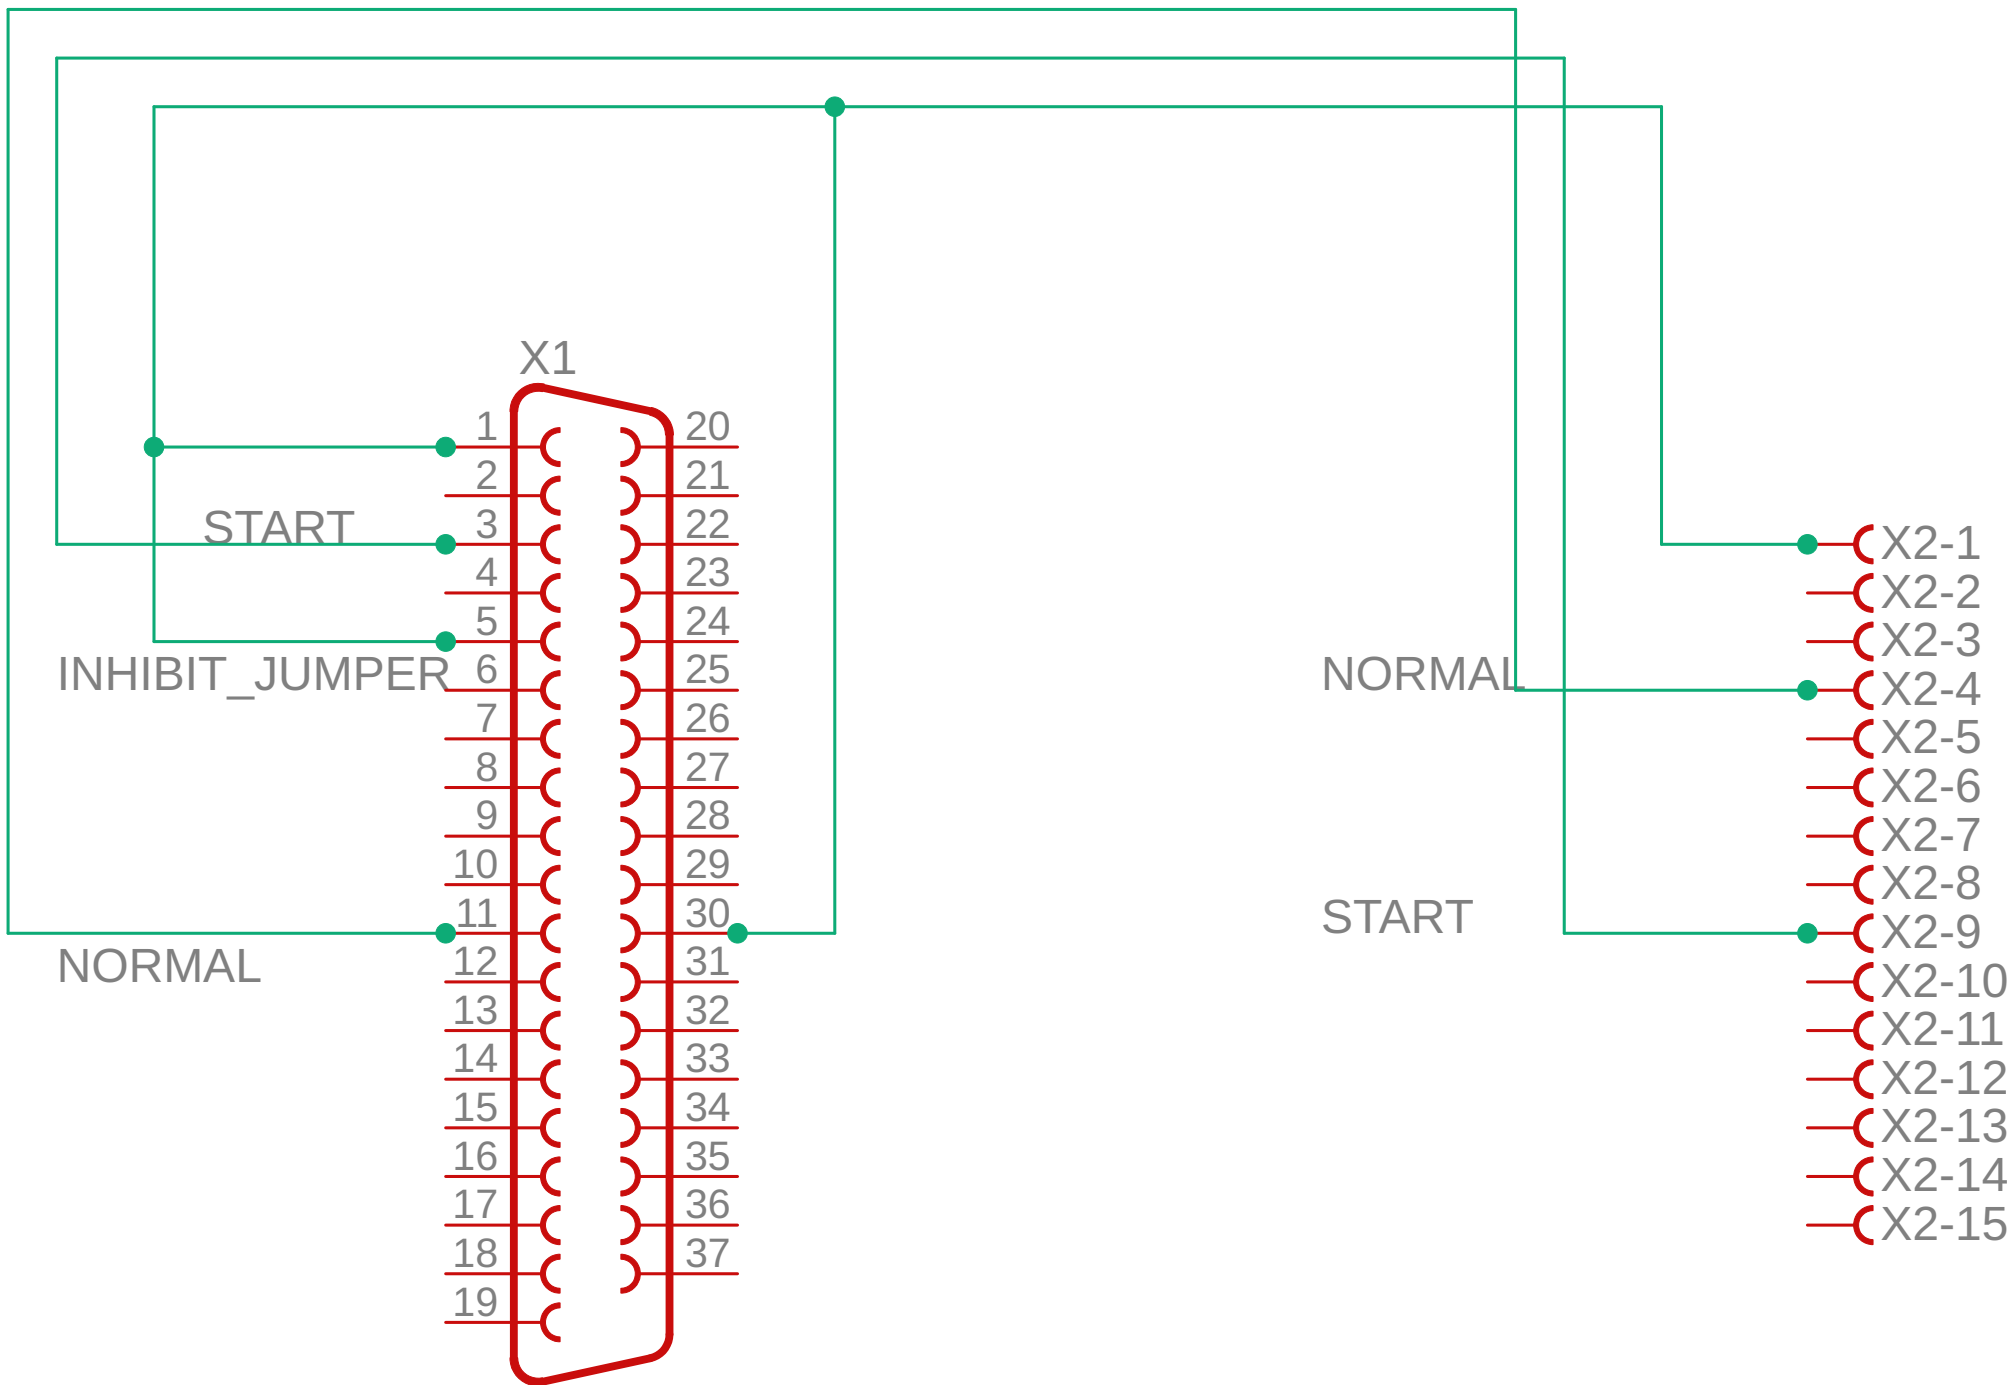 X1
1 20
2 21
START 3 22
4 23
5 24
INHIBIT_JUMPER 6 25
7 26
8 27
9 28
10 29
11 30
NORMAL 12 31
13 32
14 33
15 34
16 35
17 36
18 37
19
X2-1
X2-2
X2-3
NORMAL X2-4
X2-5
X2-6
X2-7
X2-8
START X2-9
X2-10
X2-11
X2-12
X2-13
X2-14
X2-15